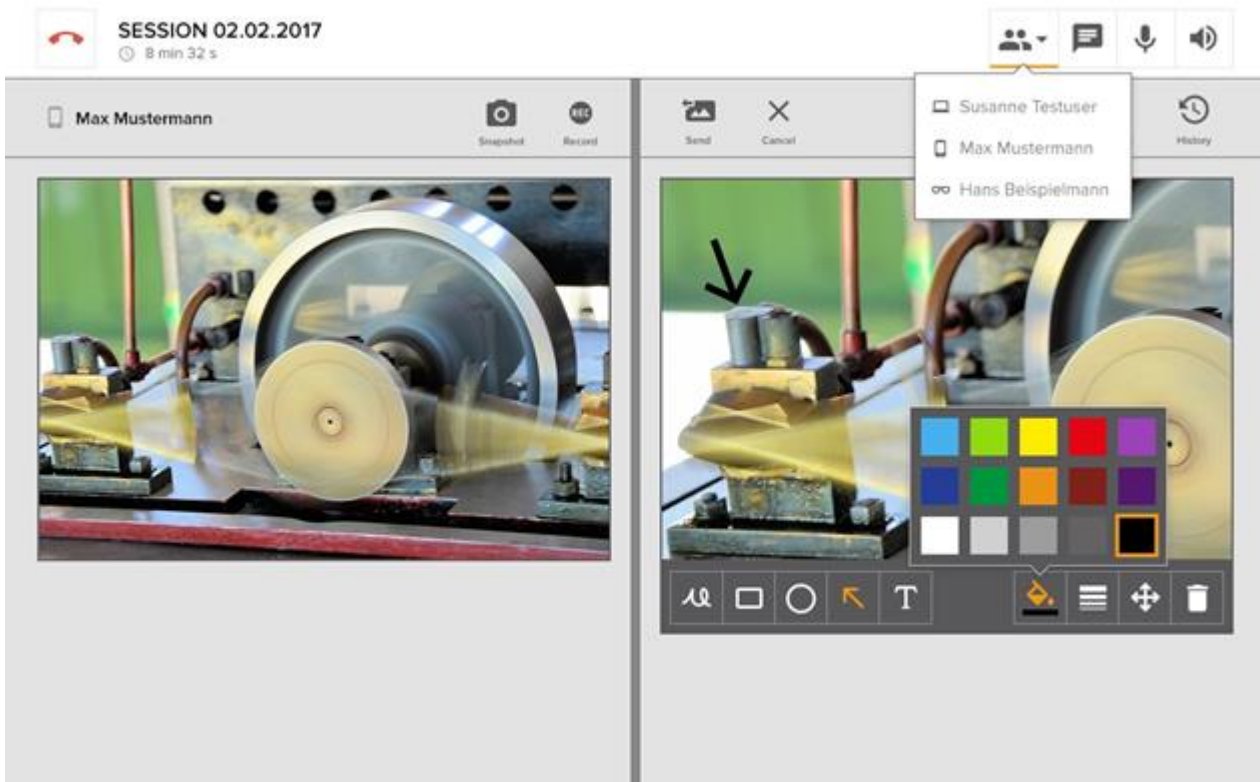 SESSION 02.02.2017
8 min 32 s
Max Mustermann
Snapshot
REC
Record
Send
Cancel
Susanne Testuser
Max Mustermann
Hans Beispielmann
History
T